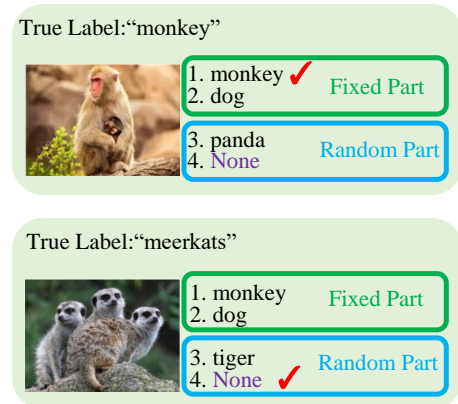 True Label:“monkey”
1. monkey ✓
2. dog
Fixed Part
3. panda
4. None
Random Part
True Label:“meerkats”
1. monkey
2. dog
Fixed Part
3. tiger
4. None ✓
Random Part